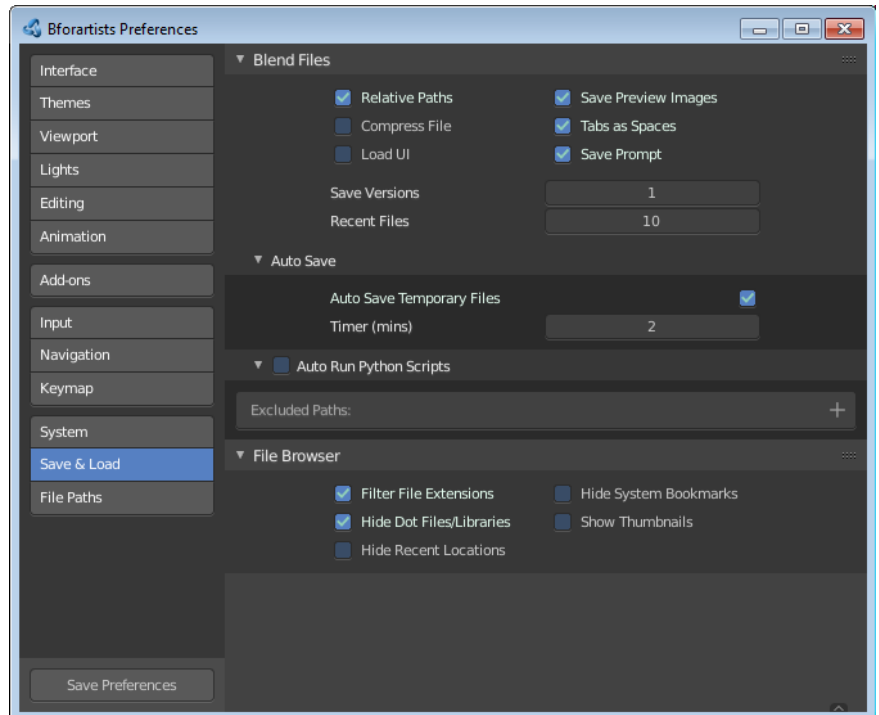 Bforartists Preferences
Interface
Themes
Viewport
Lights
Editing
Animation
Add-ons
Input
Navigation
Keymap
System
Save & Load
File Paths
Save Preferences
Blend Files
Relative Paths
Save Preview Images
Compress File
Tabs as Spaces
Load UI
Save Prompt
Save Versions 1
Recent Files 10
Auto Save
Auto Save Temporary Files
Timer (mins) 2
Auto Run Python Scripts
Excluded Paths:
File Browser
Filter File Extensions
Hide System Bookmarks
Hide Dot Files/Libraries
Show Thumbnails
Hide Recent Locations